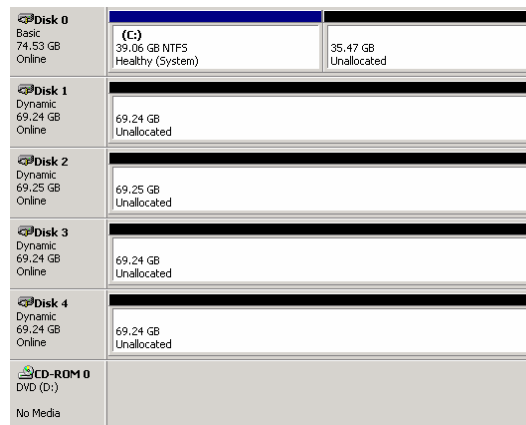 Disk 0
Basic
74.53 GB
Online
(C:)
39.06 GB NTFS
Healthy (System)
35.47 GB
Unallocated
Disk 1
Dynamic
69.24 GB
Online
69.24 GB
Unallocated
Disk 2
Dynamic
69.25 GB
Online
69.25 GB
Unallocated
Disk 3
Dynamic
69.24 GB
Online
69.24 GB
Unallocated
Disk 4
Dynamic
69.24 GB
Online
69.24 GB
Unallocated
CD-ROM 0
DVD (D:)
No Media